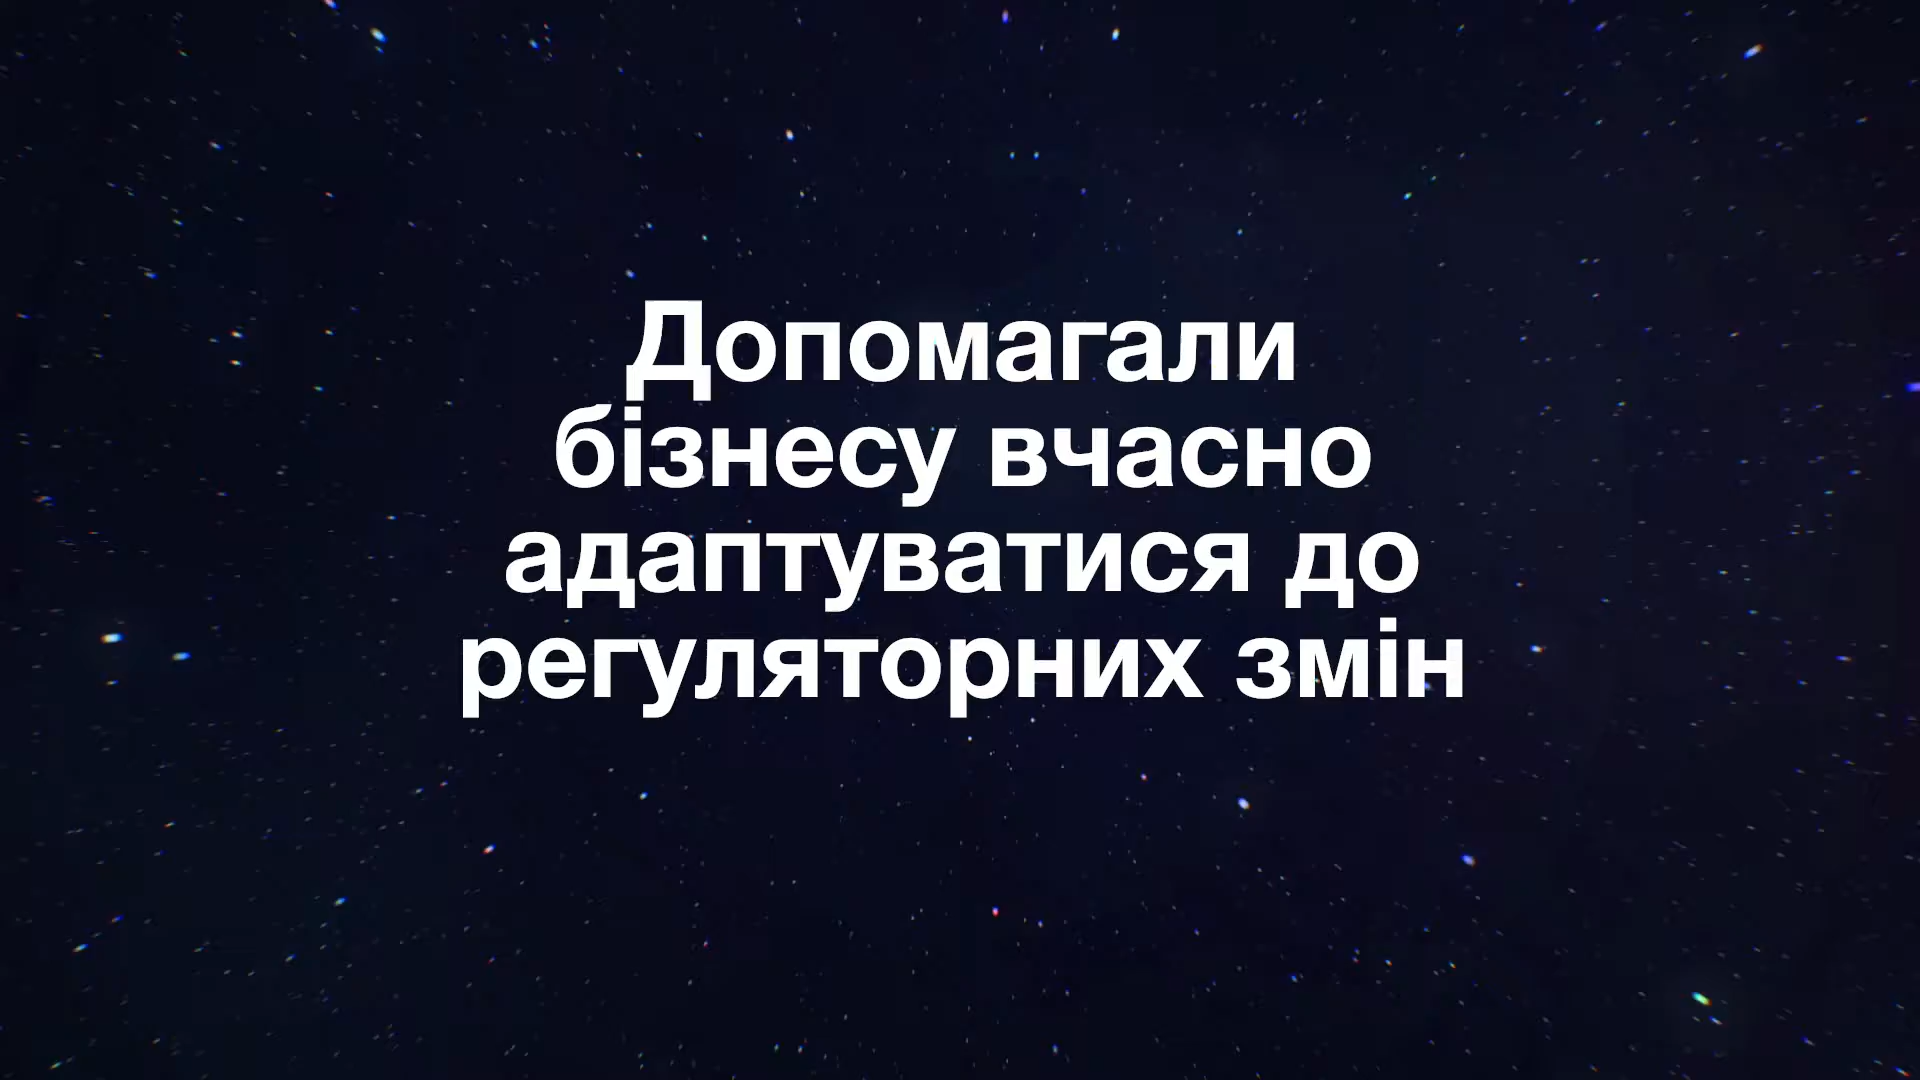 Допомагали
бізнесу вчасно
адаптуватися до
регуляторних змін